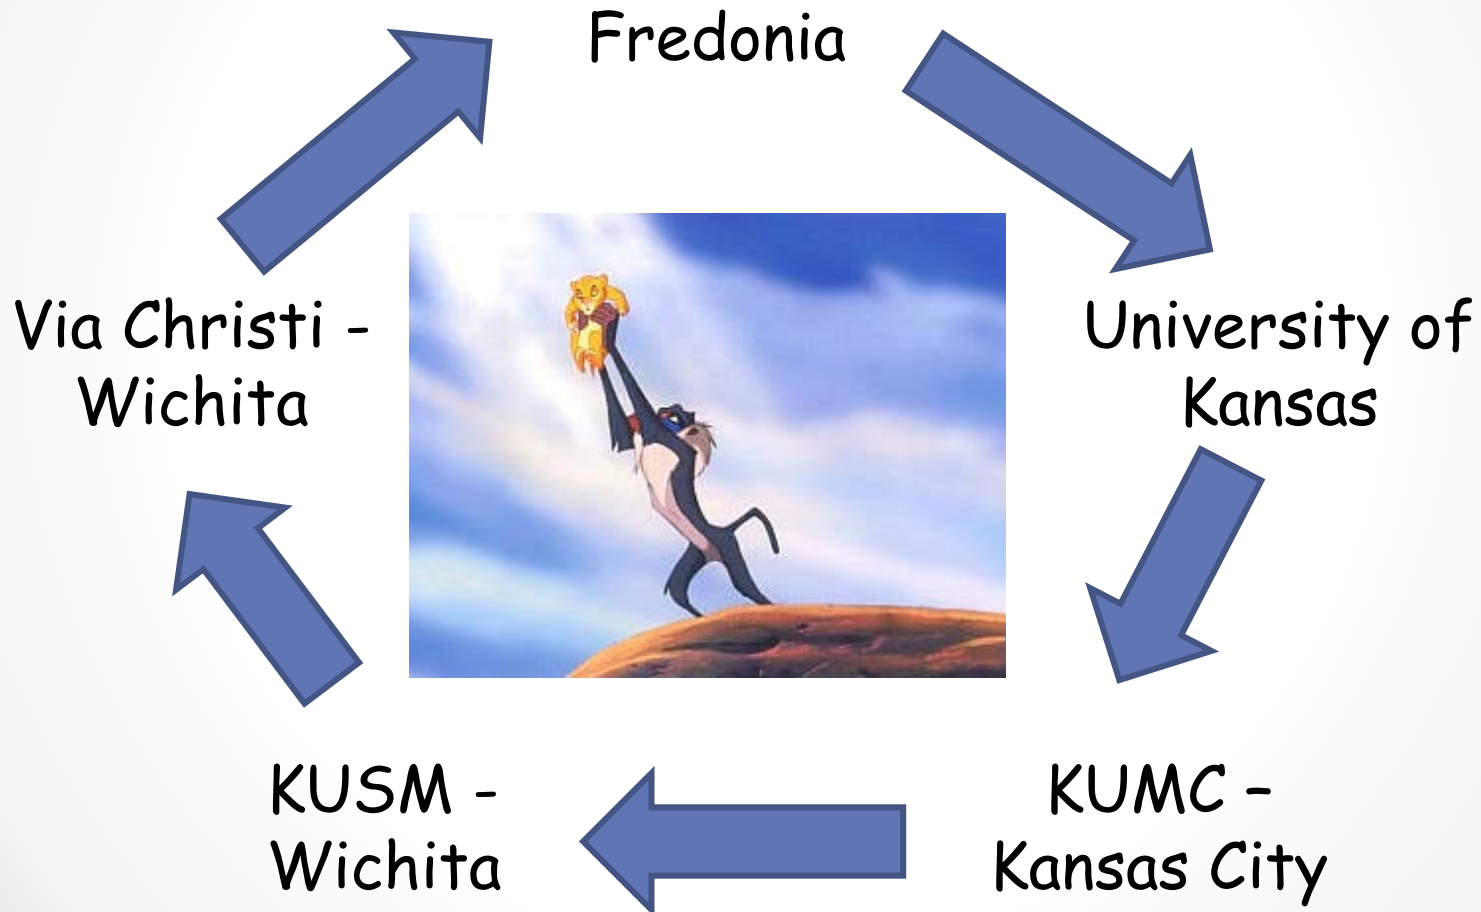 Fredonia
University of
Kansas
KUMC –
Kansas City
KUSM -
Wichita
Via Christi -
Wichita